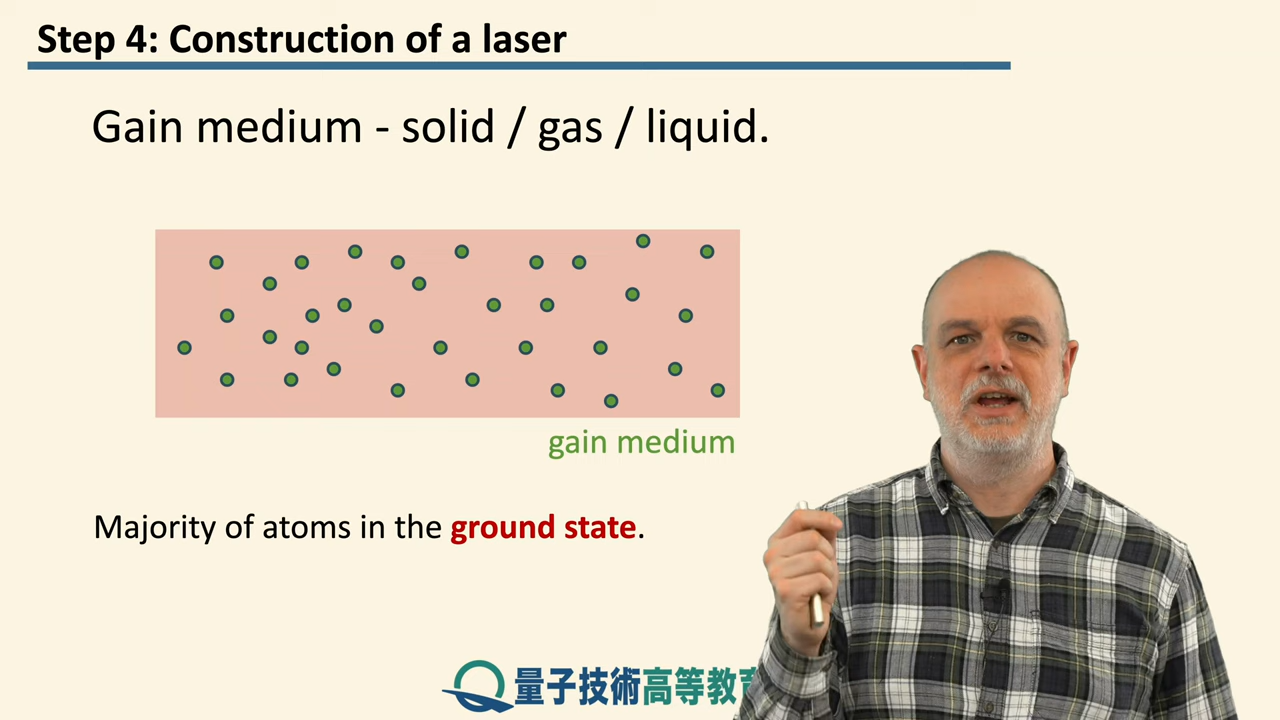 Step 4: Construction of a laser
Gain medium - solid / gas / liquid.
gain medium
Majority of atoms in the ground state.
量子技術高等教育